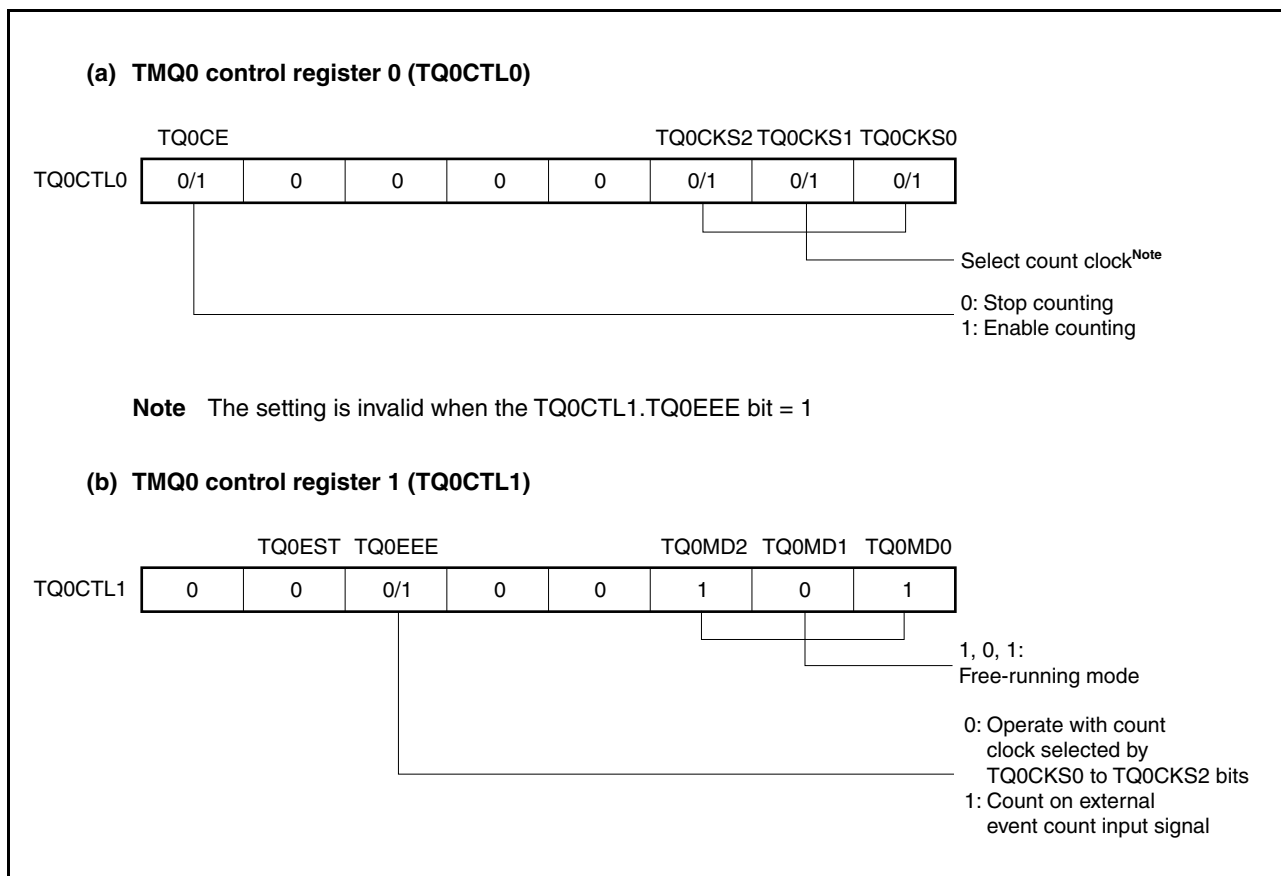 (a) TMQ0 control register 0 (TQ0CTL0)
TQ0CE TQ0CKS2 TQ0CKS1 TQ0CKS0
TQ0CTL0 0/1 0 0 0 0 0/1 0/1 0/1
Select count clockNote
0: Stop counting
1: Enable counting
Note The setting is invalid when the TQ0CTL1.TQ0EEE bit = 1
(b) TMQ0 control register 1 (TQ0CTL1)
TQ0EST TQ0EEE TQ0MD2 TQ0MD1 TQ0MD0
TQ0CTL1 0 0 0/1 0 0 1 0 1
1, 0, 1:
Free-running mode
0: Operate with count
clock selected by
TQ0CKS0 to TQ0CKS2 bits
1: Count on external
event count input signal